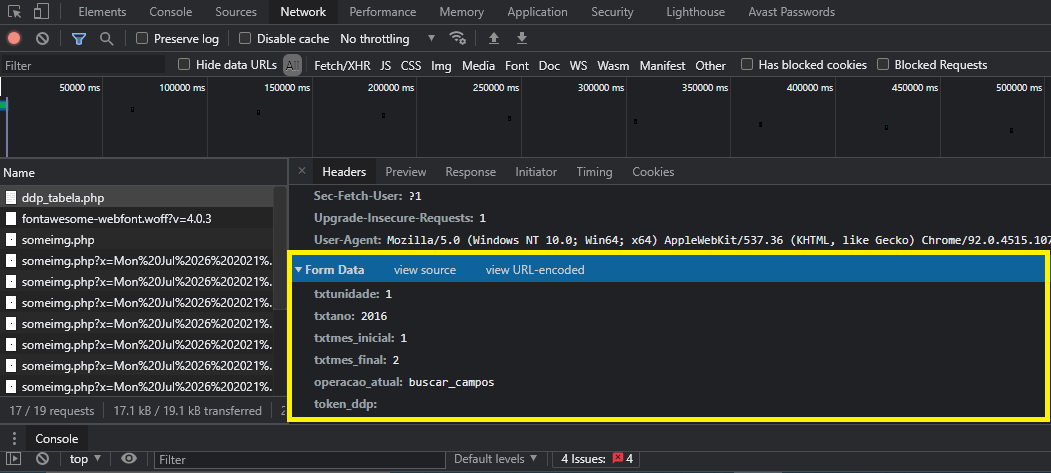 Elements Console Sources Network Performance Memory Application Security Lighthouse Avast Passwords
Preserve log Disable cache No throttling
Filter Hide data URLs All Fetch/XHR JS CSS Img Media Font Doc WS Wasm Manifest Other Has blocked cookies Blocked Requests
50000 ms 100000 ms 150000 ms 200000 ms 250000 ms 300000 ms 350000 ms 400000 ms 450000 ms 500000 ms
Name × Headers Preview Response Initiator Timing Cookies
ddp_tabela.php
fontawesome-webfont.woff?v=4.0.3
someimg.php
someimg.php?x=Mon%20Jul%2026%202021%.
someimg.php?x=Mon%20Jul%2026%202021%.
someimg.php?x=Mon%20Jul%2026%202021%.
someimg.php?x=Mon%20Jul%2026%202021%.
someimg.php?x=Mon%20Jul%2026%202021%.
someimg.php?x=Mon%20Jul%2026%202021%.
someimg.php?x=Mon%20Jul%2026%202021%.
17 / 19 requests 17.1 kB / 19.1 kB transferred 2
Sec-Fetch-User: ?1
Upgrade-Insecure-Requests: 1
User-Agent: Mozilla/5.0 (Windows NT 10.0; Win64; x64) AppleWebKit/537.36 (KHTML, like Gecko) Chrome/92.0.4515.107
Form Data view source view URL-encoded
txtunidade: 1
txtano: 2016
txtmes_inicial: 1
txtmes_final: 2
operacao_atual: buscar_campos
token_ddp:
Console
top Filter Default levels 4 Issues: 4